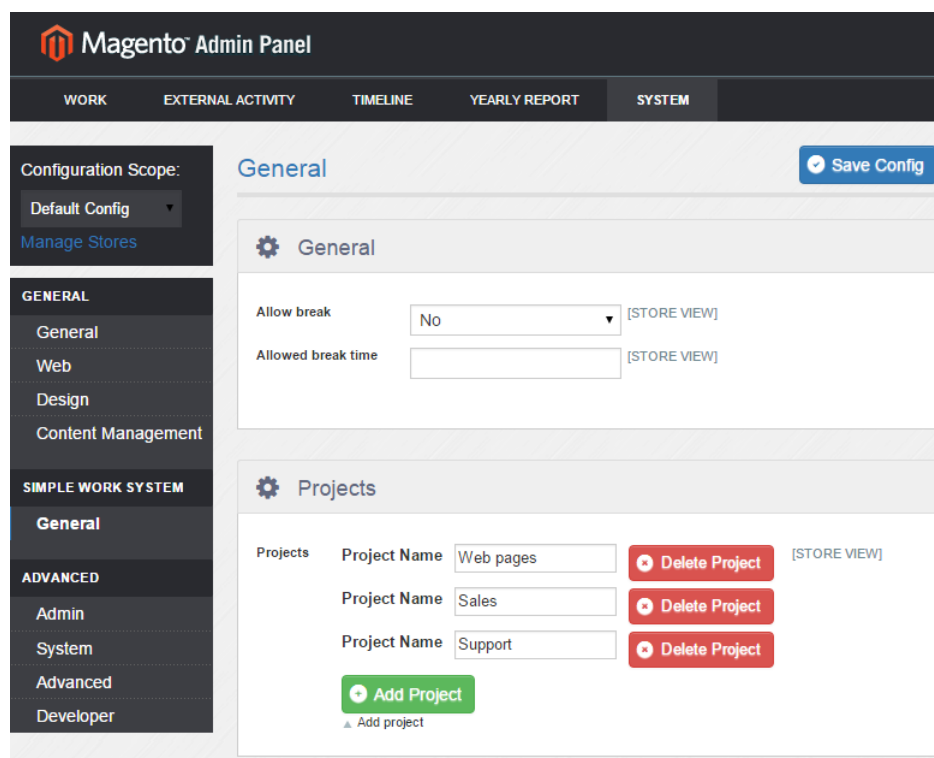 Magento™ Admin Panel
WORK EXTERNAL ACTIVITY TIMELINE YEARLY REPORT SYSTEM
Configuration Scope:
Default Config
Manage Stores
GENERAL
General
Web
Design
Content Management
SIMPLE WORK SYSTEM
General
ADVANCED
Admin
System
Advanced
Developer
General
Save Config
General
Allow break No [STORE VIEW]
Allowed break time [STORE VIEW]
Projects
Projects Project Name Web pages Delete Project [STORE VIEW]
Project Name Sales Delete Project
Project Name Support Delete Project
Add Project
Add project